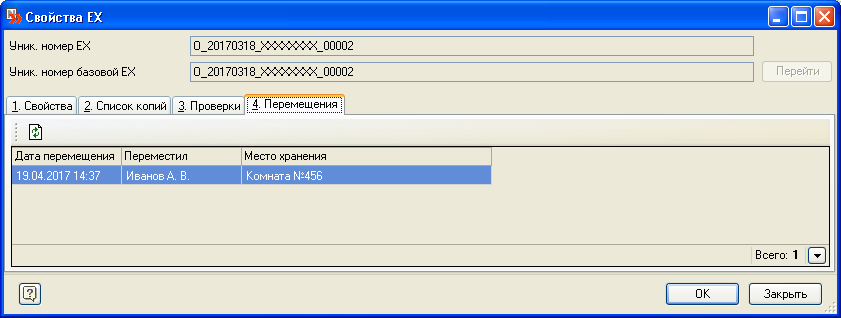 Свойства ЕХ
Уник. номер ЕХ O_20170318_XXXXXXXX_00002
Уник. номер базовой ЕХ O_20170318_XXXXXXXX_00002 Перейти
1. Свойства 2. Список копий 3. Проверки 4. Перемещения
Дата перемещения Переместил Место хранения
19.04.2017 14:37 Иванов А. В. Комната №456
Всего: 1
OK Закрыть